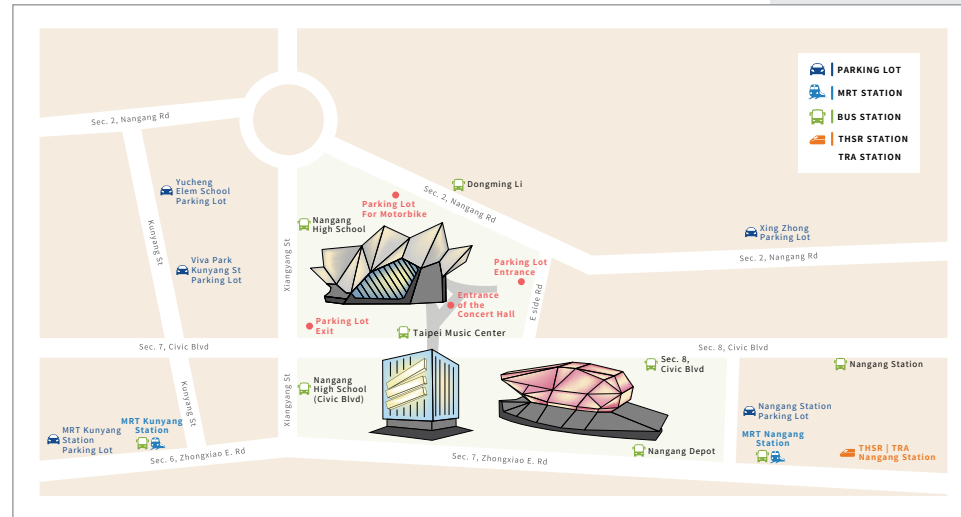 PARKING LOT
MRT STATION
BUS STATION
THSR STATION
TRA STATION
Sec. 2, Nangang Rd
Yucheng
Elem School
Parking Lot
Kunyang St
Viva Park
Kunyang St
Parking Lot
Xiangyang St
Nangang
High School
Parking Lot
For Motorbike
Sec. 2, Nangang Rd
Dongming Li
Xing Zhong
Parking Lot
Sec. 2, Nangang Rd
Parking Lot
Entrance
E side Rd
Entrance
of the
Concert Hall
Parking Lot
Exit
Taipei Music Center
Sec. 7, Civic Blvd
Sec. 8, Civic Blvd
Kunyang St
Xiangyang St
Nangang
High School
(Civic Blvd)
Sec. 8,
Civic Blvd
Nangang Station
Nangang Station
Parking Lot
MRT Kunyang
Station
MRT Kunyang
Station
Parking Lot
Sec. 6, Zhongxiao E. Rd
Sec. 7, Zhongxiao E. Rd
Nangang Depot
MRT Nangang
Station
THSR | TRA
Nangang Station